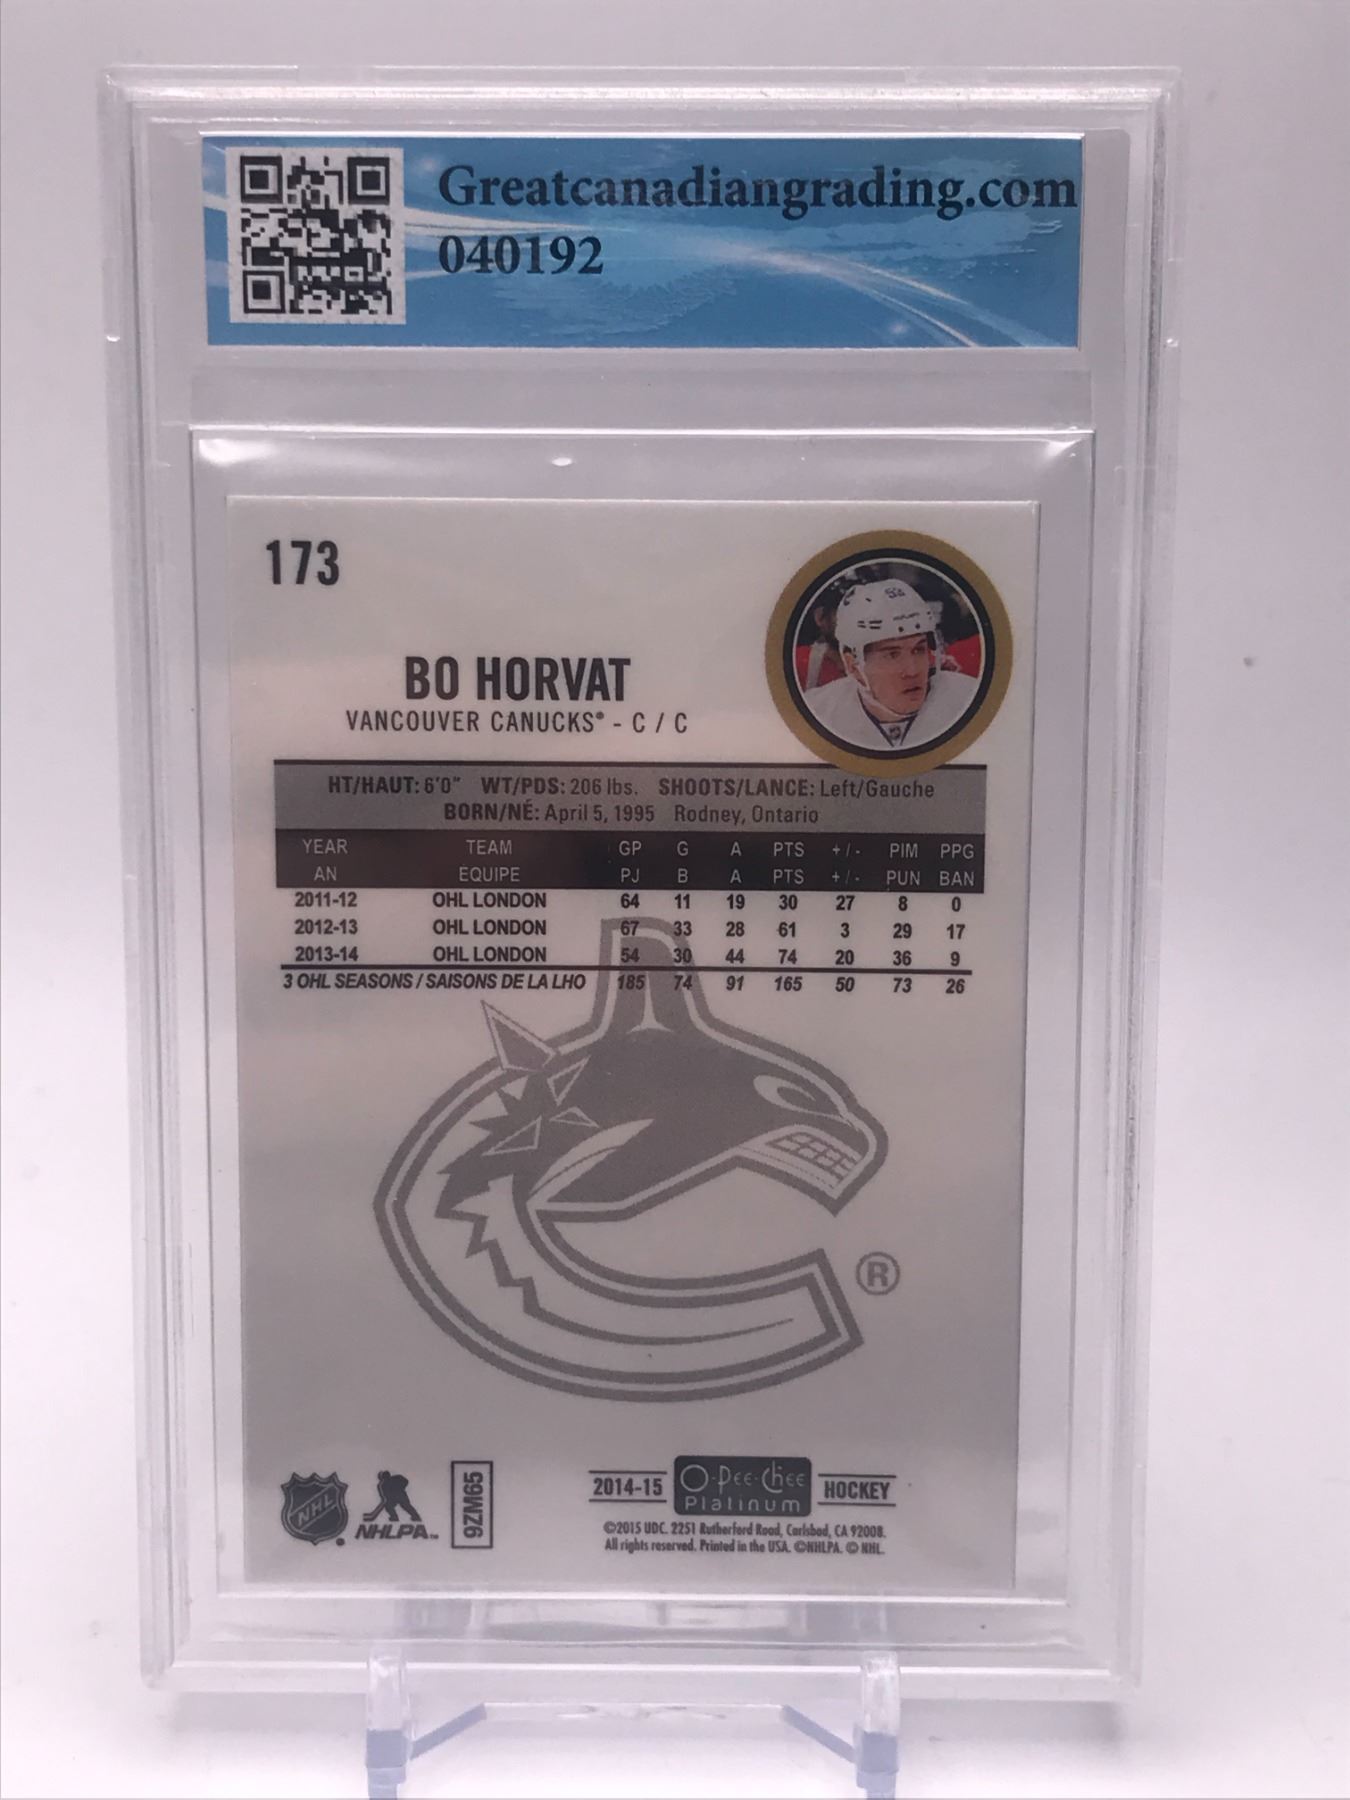 Greatcanadiangrading.com
040192
173
BO HORVAT
VANCOUVER CANUCKS® - C / C
HT/HAUT: 6'0" WT/PDS: 206 lbs. SHOOTS/LANCE: Left/Gauche
BORN/NÉ: April 5, 1995 Rodney, Ontario
YEAR TEAM GP G A PTS +/- PIM PPG
AN ÉQUIPE PJ B A PTS +/- PUN BAN
2011-12 OHL LONDON 64 11 19 30 27 8 0
2012-13 OHL LONDON 67 33 28 61 3 29 17
2013-14 OHL LONDON 54 30 44 74 20 36 9
3 OHL SEASONS / SAISONS DE LA LHO 185 74 91 165 50 73 26
®
NHL NHLPA™ 9ZM65
2014-15 O-Pee-Chee Platinum HOCKEY
©2015 UDC. 2251 Rutherford Road, Carlsbad, CA 92008.
All rights reserved. Printed in the USA. ©NHLPA. © NHL.